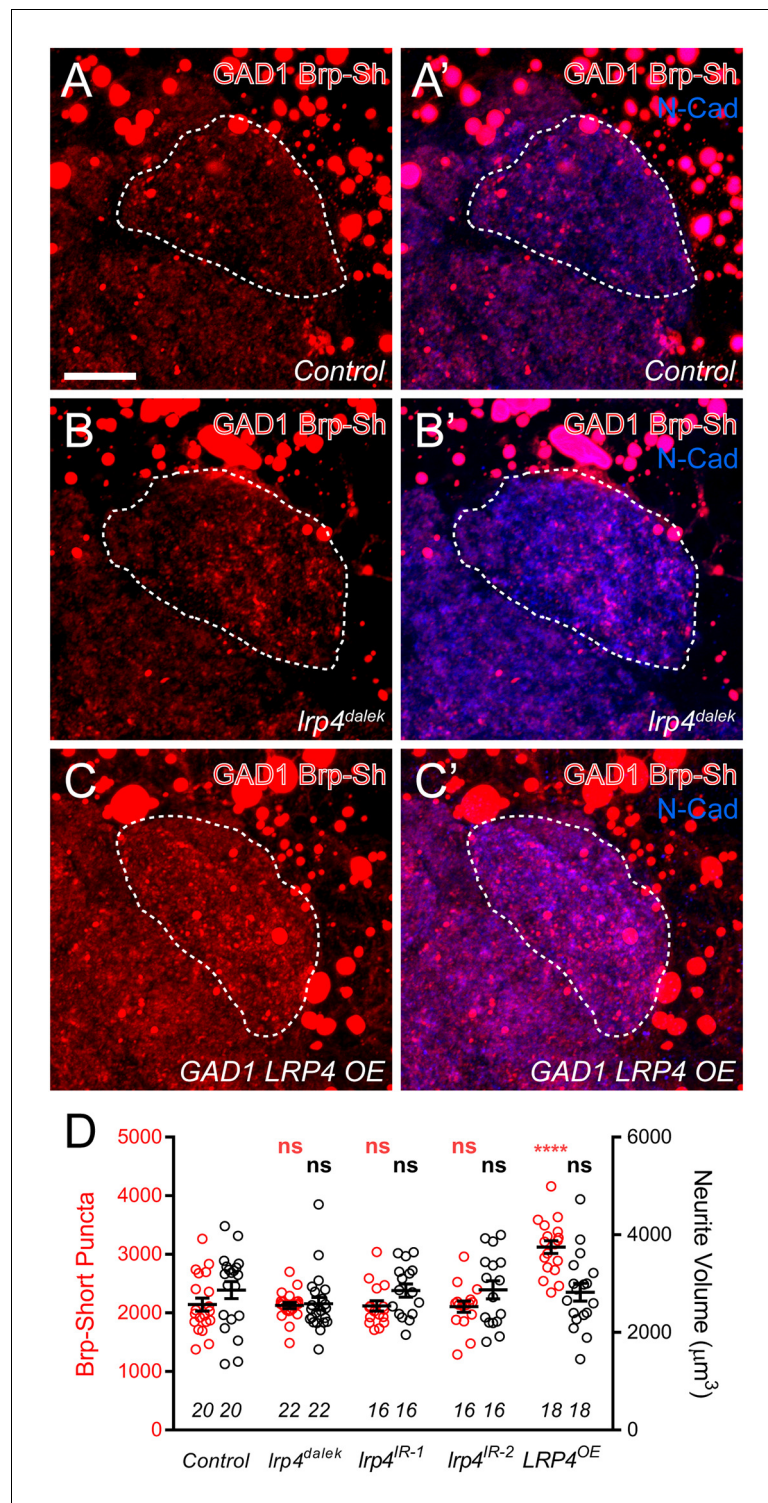 A
GAD1 Brp-Sh
Control
A'
GAD1 Brp-Sh
N-Cad
Control
B
GAD1 Brp-Sh
lrp4dalek
B'
GAD1 Brp-Sh
N-Cad
lrp4dalek
C
GAD1 Brp-Sh
GAD1 LRP4 OE
C'
GAD1 Brp-Sh
N-Cad
GAD1 LRP4 OE
D
Brp-Short Puncta
5000
4000
3000
2000
1000
0
ns ns ns ****
ns ns ns ns
20 20 22 22 16 16 16 16 18 18
Control lrp4dalek lrp4IR-1 lrp4IR-2 LRP4OE
6000
4000
2000
0
Neurite Volume (μm3)